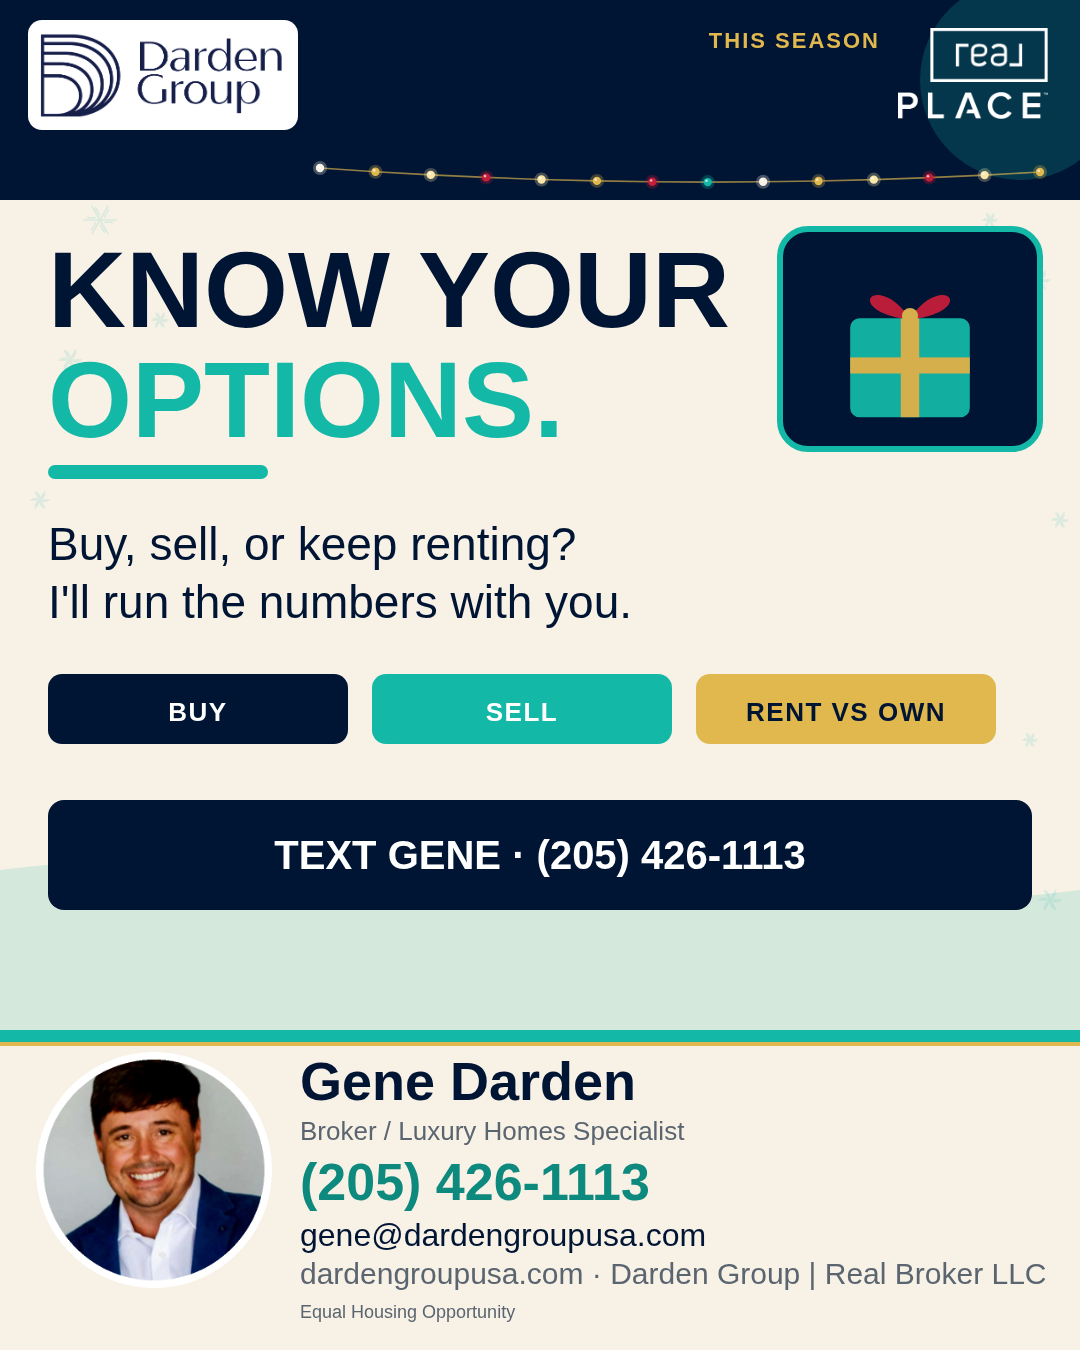 Darden
Group
THIS SEASON
real
PLACE™
KNOW YOUR
OPTIONS.
Buy, sell, or keep renting?
I'll run the numbers with you.
BUY
SELL
RENT VS OWN
TEXT GENE · (205) 426-1113
Gene Darden
Broker / Luxury Homes Specialist
(205) 426-1113
gene@dardengroupusa.com
dardengroupusa.com · Darden Group | Real Broker LLC
Equal Housing Opportunity